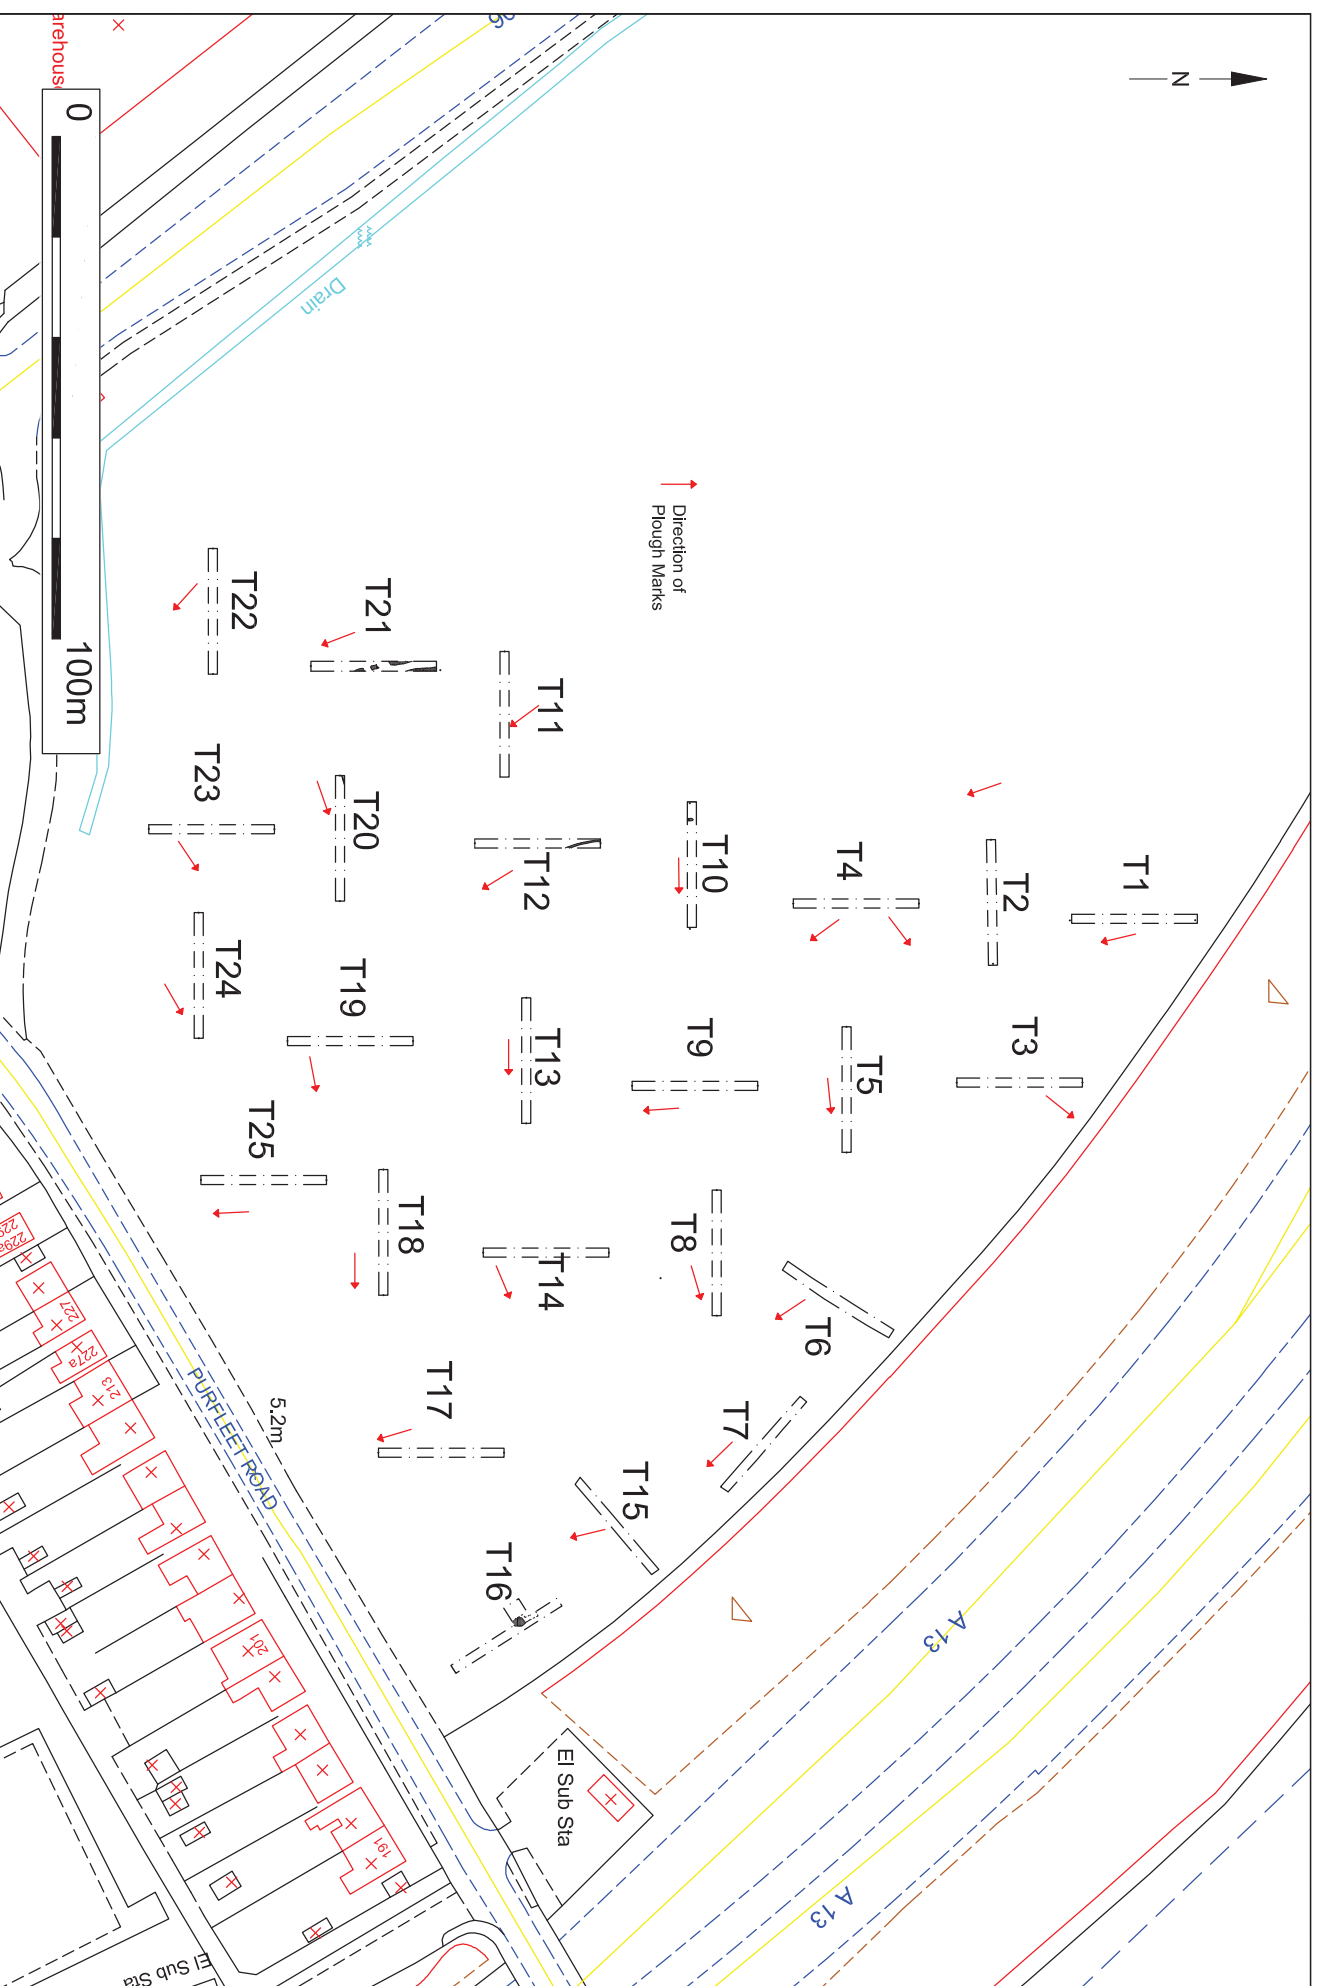 N
0
100m
Drain
Direction of
Plough Marks
T1
T2
T3
T4
T5
T6
T7
T8
T9
T10
T11
T12
T13
T14
T15
T16
T17
T18
T19
T20
T21
T22
T23
T24
T25
5.2m
PURFLEET ROAD
A 13
A 13
El Sub Sta
El Sub Sta
227
227a
213
201
191
229a